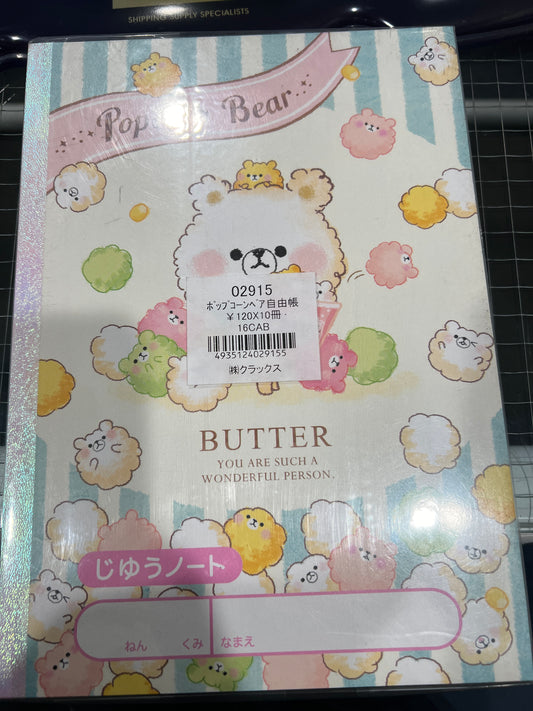 SHIPPING SUPPLY SPECIALISTS
Pop Bear
02915
ﾎﾟｯﾌﾟｺｰﾝﾍﾞｱ自由帳
￥120X10冊
16CAB
4935124029155
㈱クラックス
BUTTER
YOU ARE SUCH A
WONDERFUL PERSON.
じゆうノート
ねん くみ なまえ